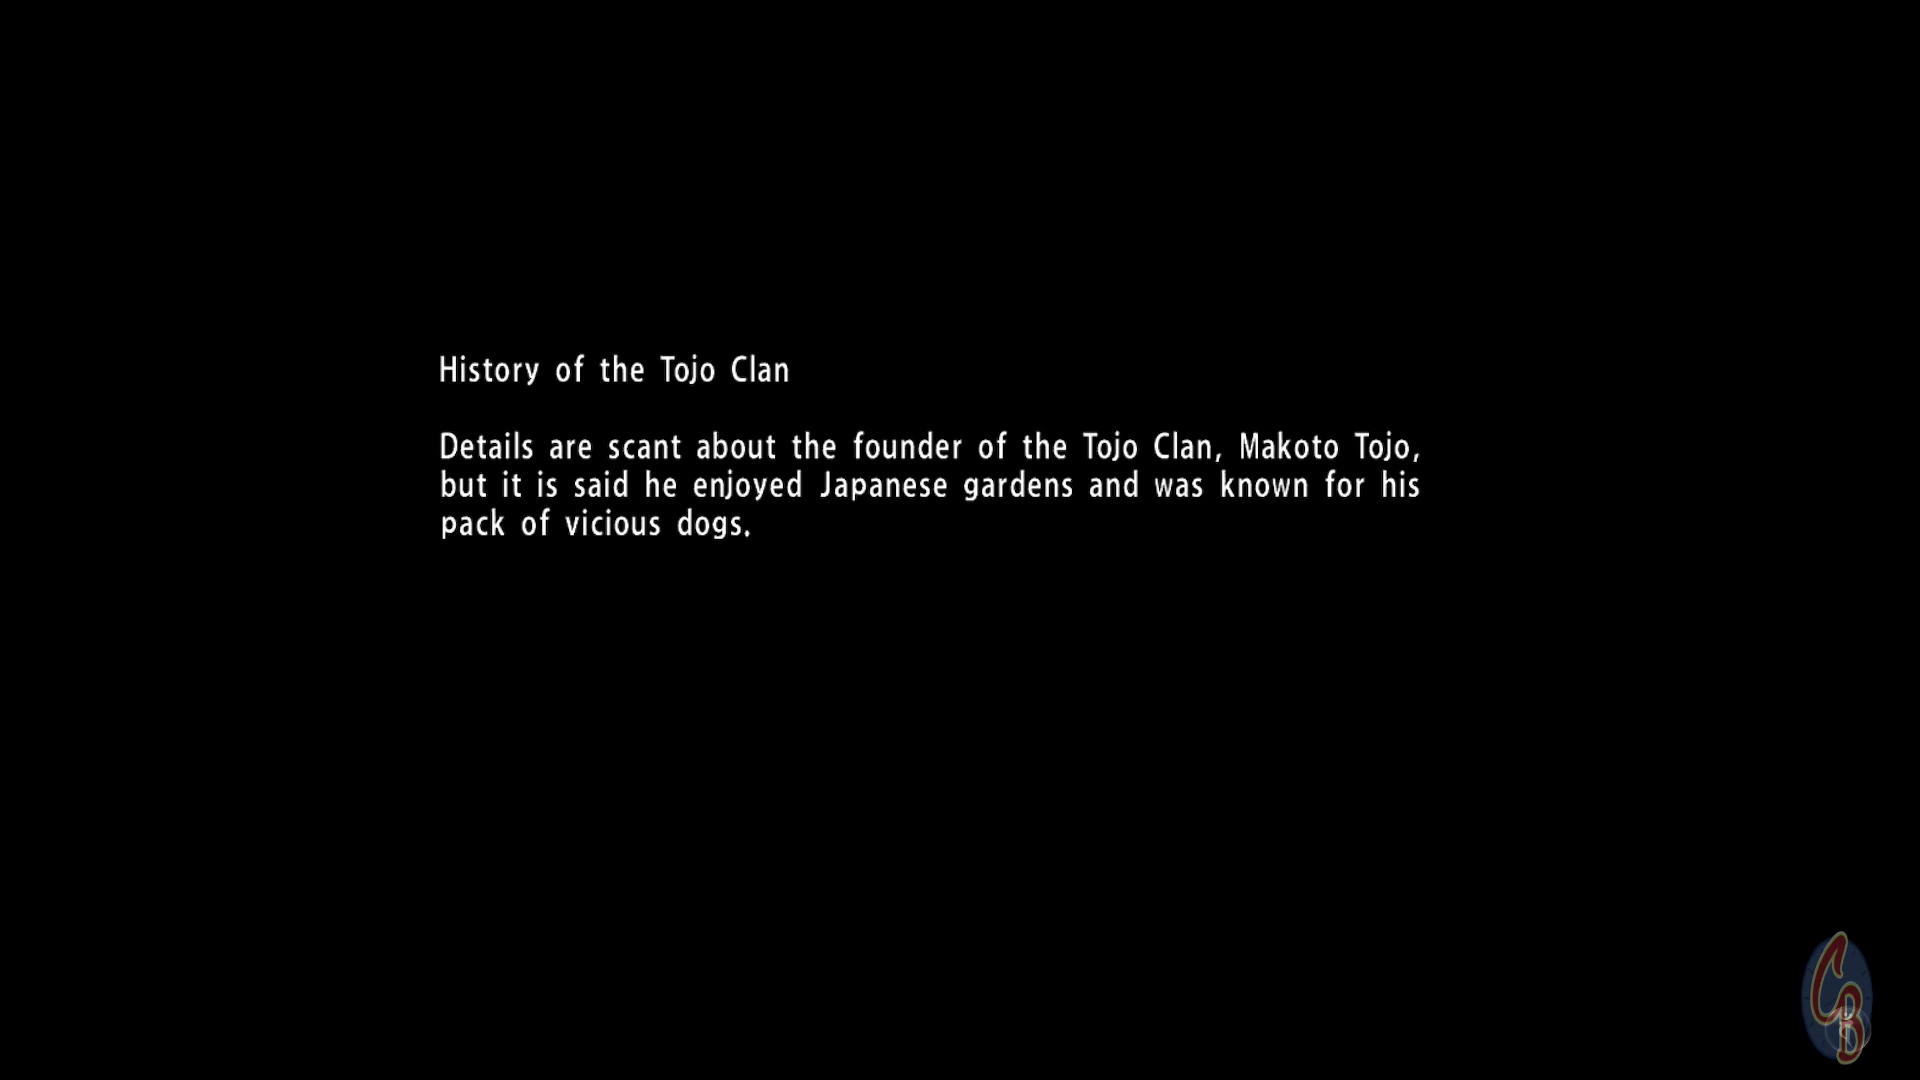 History of the Tojo Clan
Details are scant about the founder of the Tojo Clan, Makoto Tojo,
but it is said he enjoyed Japanese gardens and was known for his
pack of vicious dogs.
CB